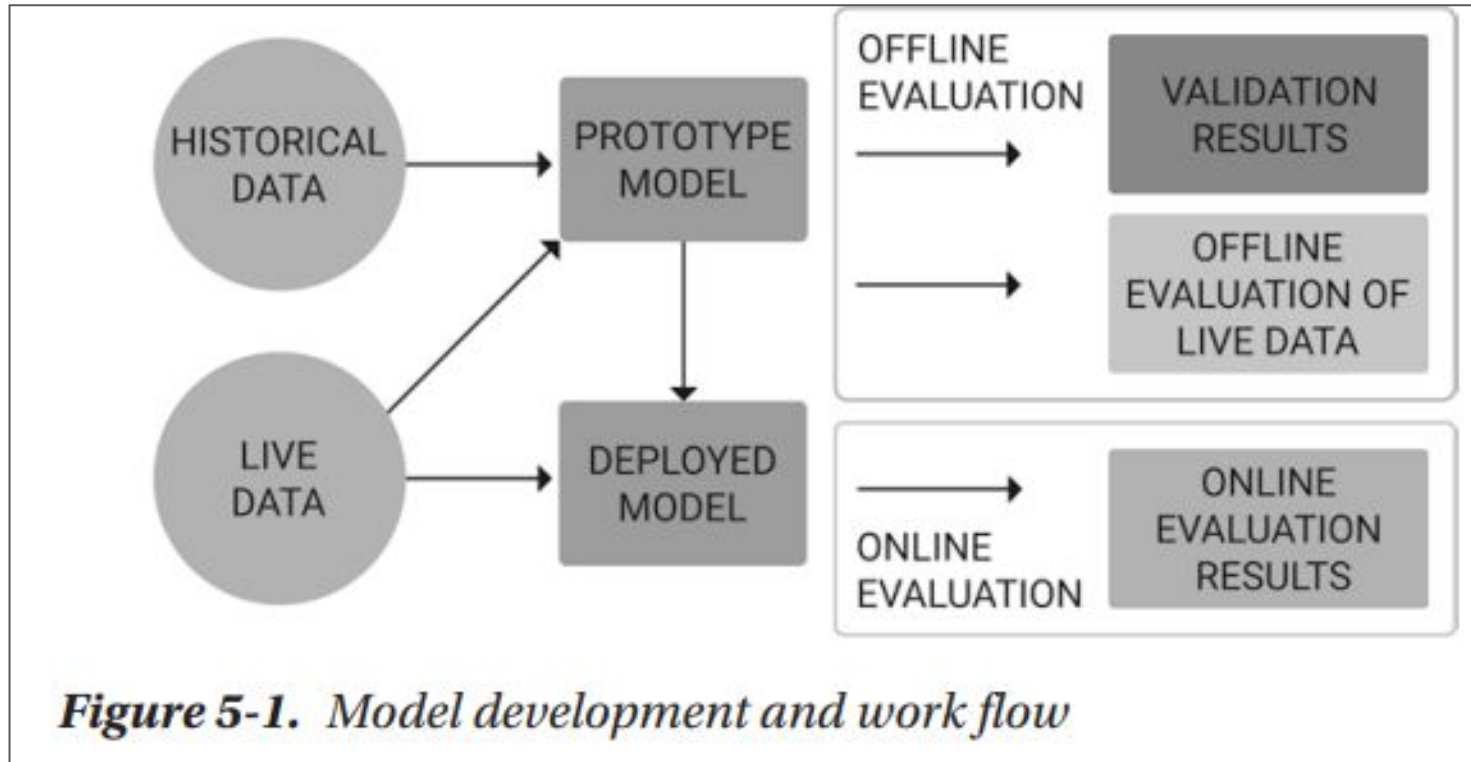 HISTORICAL
DATA
PROTOTYPE
MODEL
OFFLINE
EVALUATION
VALIDATION
RESULTS
OFFLINE
EVALUATION OF
LIVE DATA
LIVE
DATA
DEPLOYED
MODEL
ONLINE
EVALUATION
ONLINE
EVALUATION
RESULTS
Figure 5-1. Model development and work flow